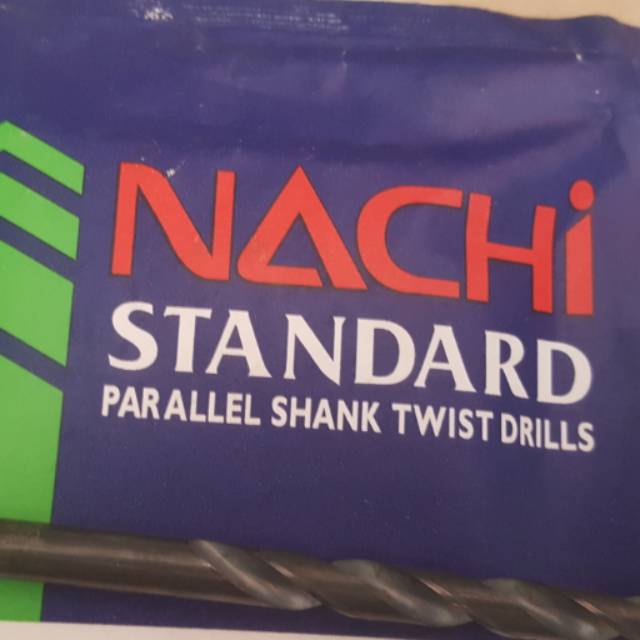 NACHi
STANDARD
PARALLEL SHANK TWIST DRILLS